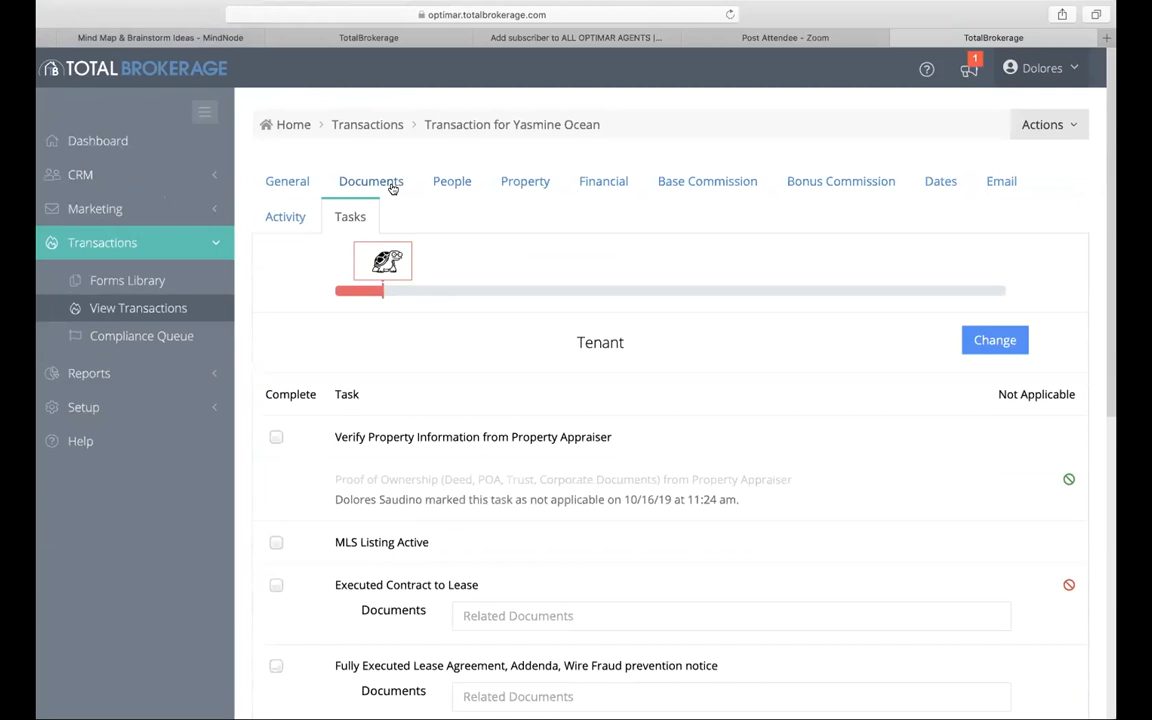 optimar.totalbrokerage.com
Mind Map & Brainstorm Ideas - MindNode
TotalBrokerage
Add subscriber to ALL OPTIMAR AGENTS |...
Post Attendee - Zoom
TotalBrokerage
TOTAL BROKERAGE
1
Dolores
Home
Transactions
Transaction for Yasmine Ocean
Actions
Dashboard
CRM
Marketing
Transactions
Forms Library
View Transactions
Compliance Queue
Reports
Setup
Help
General
Documents
People
Property
Financial
Base Commission
Bonus Commission
Dates
Email
Activity
Tasks
Tenant
Change
Complete
Task
Not Applicable
Verify Property Information from Property Appraiser
Proof of Ownership (Deed, POA, Trust, Corporate Documents) from Property Appraiser
Dolores Saudino marked this task as not applicable on 10/16/19 at 11:24 am.
MLS Listing Active
Executed Contract to Lease
Documents
Related Documents
Fully Executed Lease Agreement, Addenda, Wire Fraud prevention notice
Documents
Related Documents